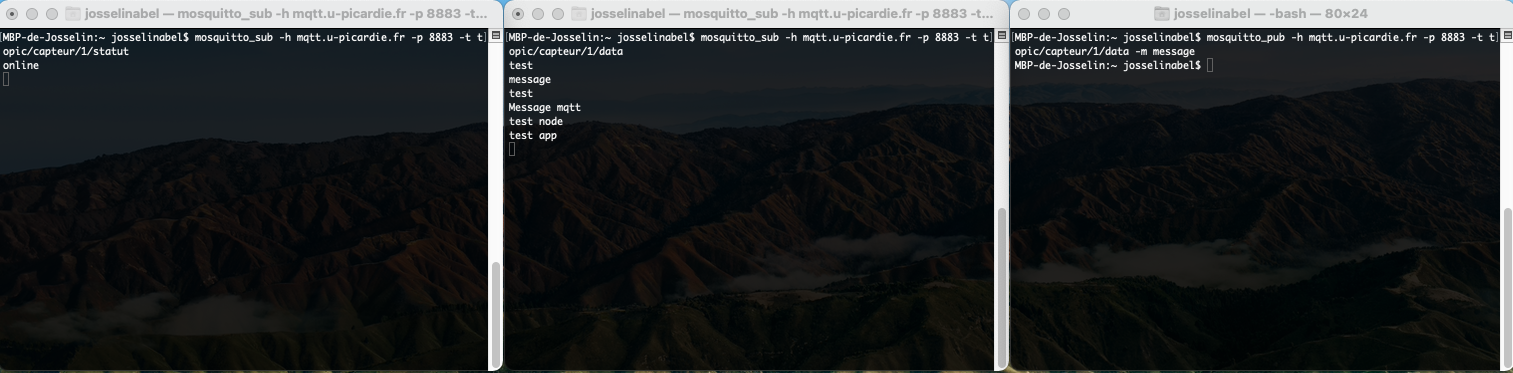 josselinabel — mosquitto_sub -h mqtt.u-picardie.fr -p 8883 -t...
[MBP-de-Josselin:~ josselinabel$ mosquitto_sub -h mqtt.u-picardie.fr -p 8883 -t t]
opic/capteur/1/statut
online
josselinabel — mosquitto_sub -h mqtt.u-picardie.fr -p 8883 -t...
[MBP-de-Josselin:~ josselinabel$ mosquitto_sub -h mqtt.u-picardie.fr -p 8883 -t t]
opic/capteur/1/data
test
message
test
Message mqtt
test node
test app
josselinabel — -bash — 80×24
[MBP-de-Josselin:~ josselinabel$ mosquitto_pub -h mqtt.u-picardie.fr -p 8883 -t t]
opic/capteur/1/data -m message
MBP-de-Josselin:~ josselinabel$